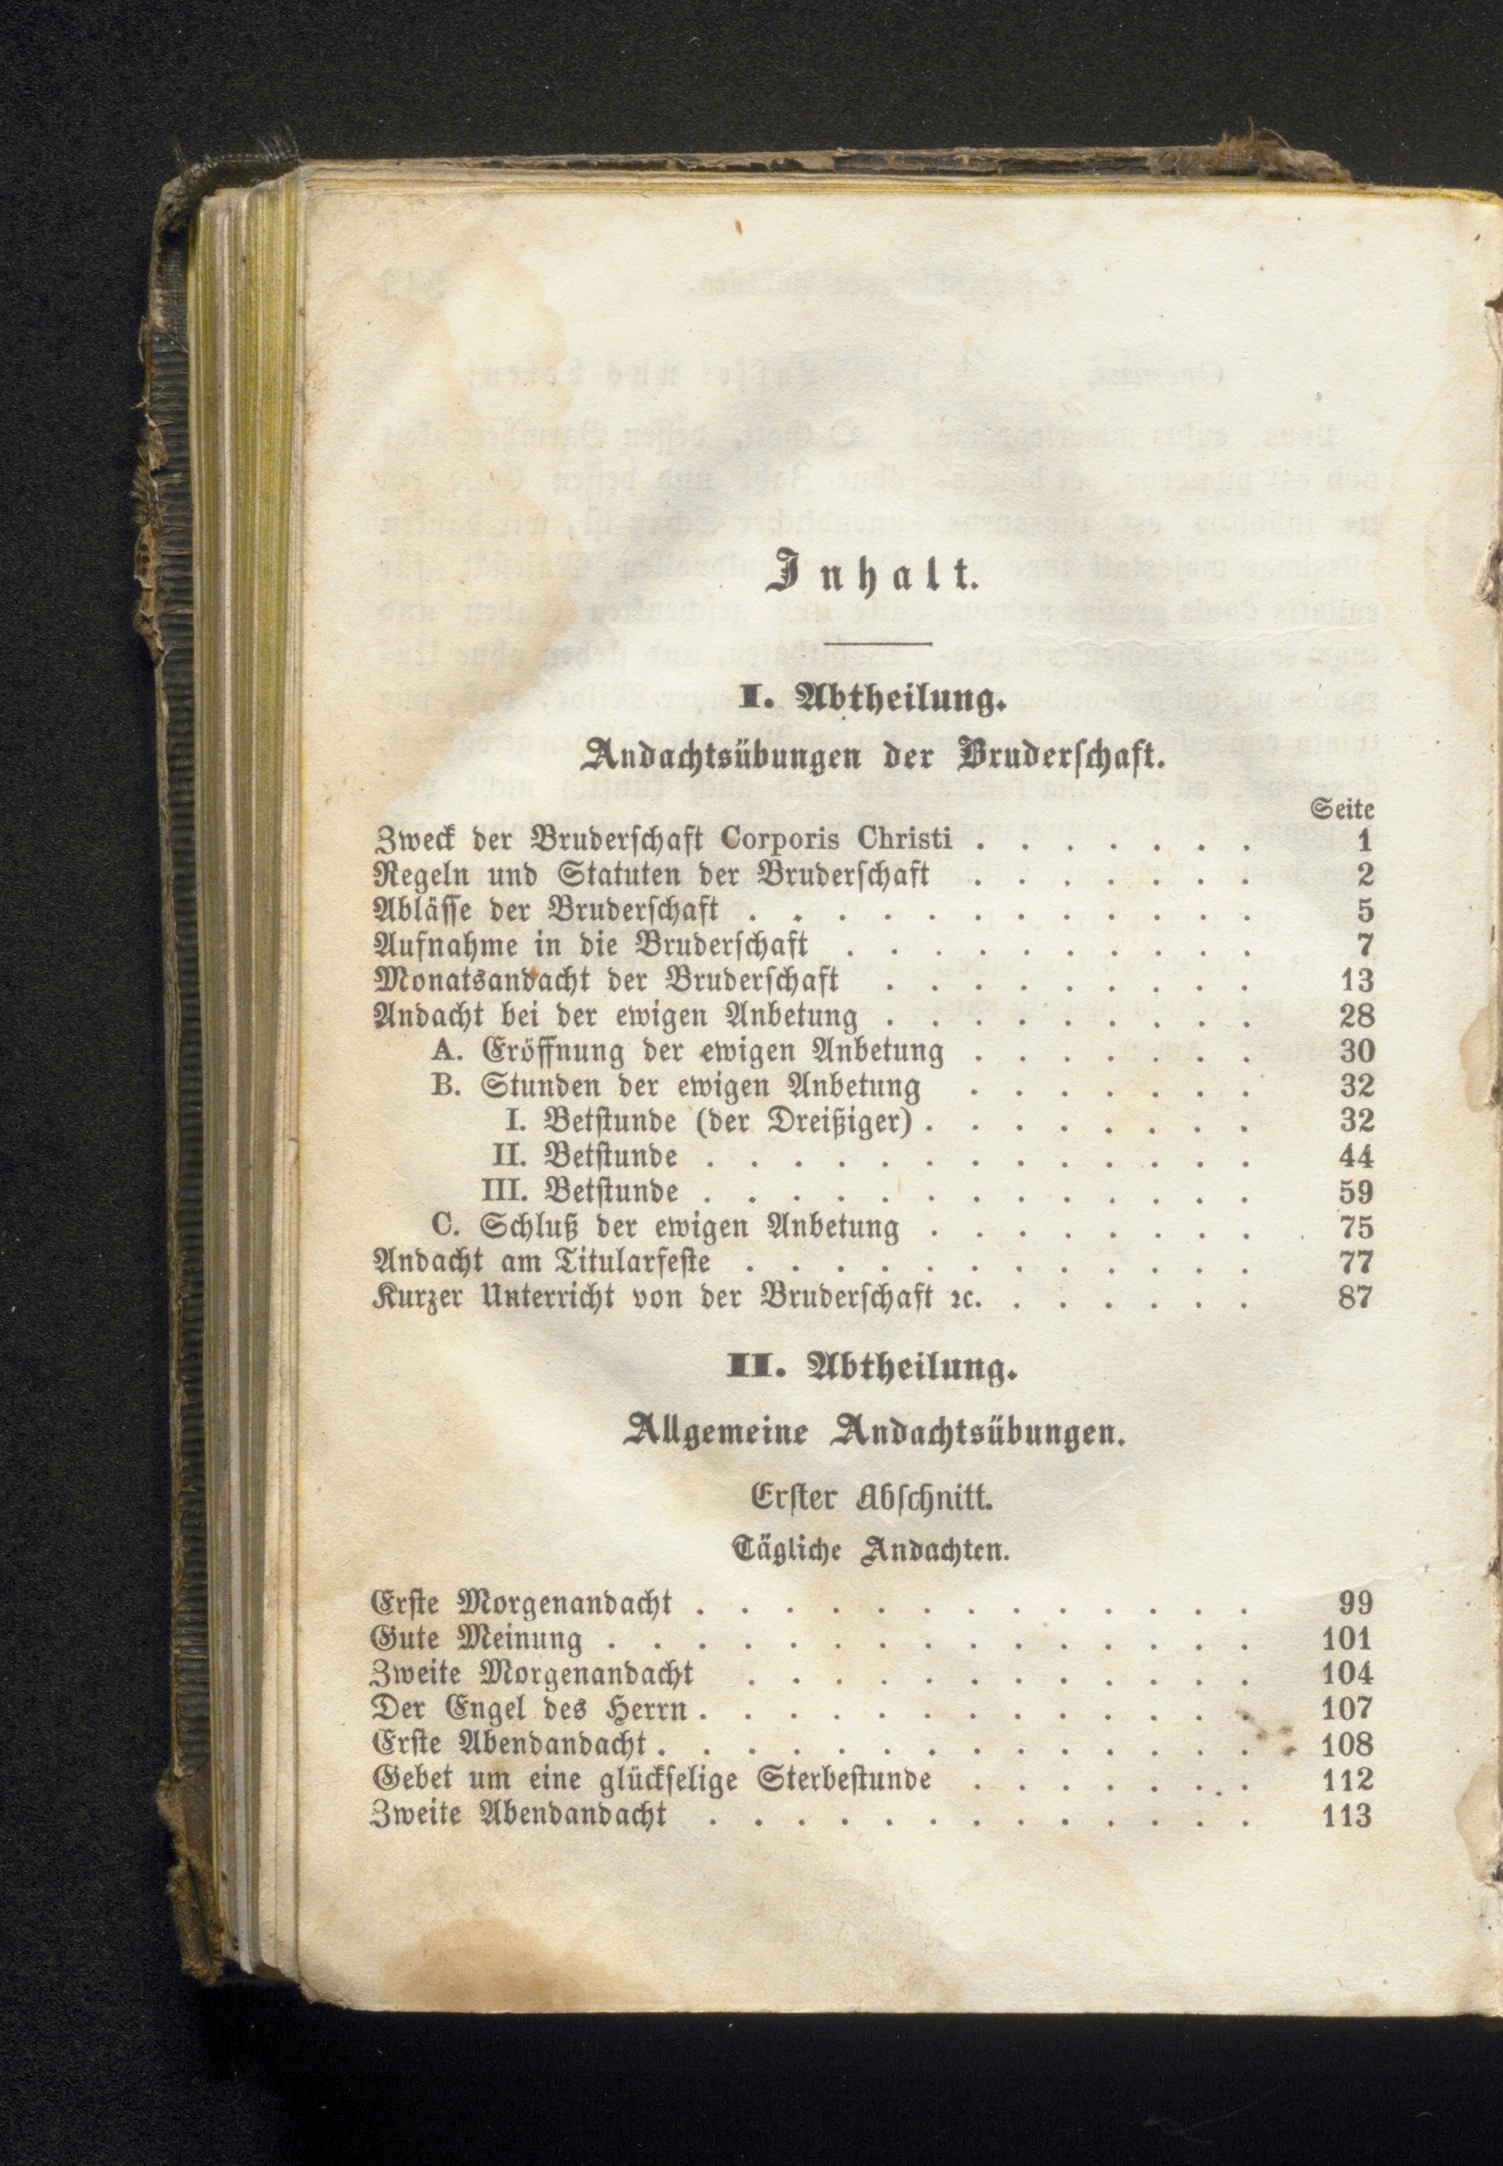 Inhalt.
I. Abtheilung.
Andachtsübungen der Bruderschaft.
Seite
Zweck der Bruderschaft Corporis Christi . . . . . . . 1
Regeln und Statuten der Bruderschaft . . . . . . . 2
Ablässe der Bruderschaft . . . . . . . . . . . . 5
Aufnahme in die Bruderschaft . . . . . . . . . . 7
Monatsandacht der Bruderschaft . . . . . . . . . 13
Andacht bei der ewigen Anbetung . . . . . . . . . 28
A. Eröffnung der ewigen Anbetung . . . . . . . 30
B. Stunden der ewigen Anbetung . . . . . . . 32
I. Betstunde (der Dreißiger) . . . . . . . . 32
II. Betstunde . . . . . . . . . . . . . 44
III. Betstunde . . . . . . . . . . . . . 59
C. Schluß der ewigen Anbetung . . . . . . . . 75
Andacht am Titularfeste . . . . . . . . . . . . 77
Kurzer Unterricht von der Bruderschaft ꝛc. . . . . . . 87
II. Abtheilung.
Allgemeine Andachtsübungen.
Erster Abschnitt.
Tägliche Andachten.
Erste Morgenandacht . . . . . . . . . . . . . 99
Gute Meinung . . . . . . . . . . . . . . . 101
Zweite Morgenandacht . . . . . . . . . . . . 104
Der Engel des Herrn . . . . . . . . . . . . . 107
Erste Abendandacht . . . . . . . . . . . . . . 108
Gebet um eine glückselige Sterbestunde . . . . . . . 112
Zweite Abendandacht . . . . . . . . . . . . . 113